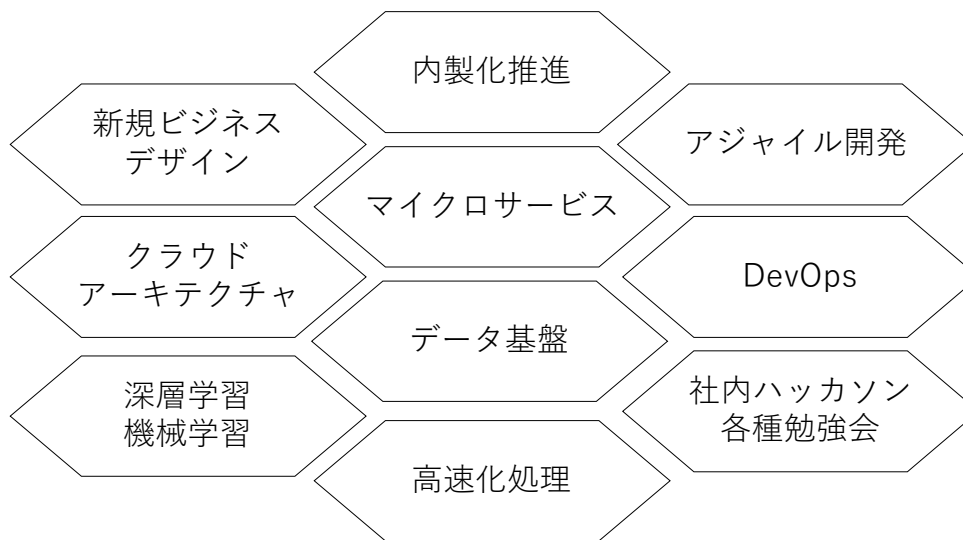 内製化推進
新規ビジネス
デザイン
アジャイル開発
マイクロサービス
クラウド
アーキテクチャ
DevOps
データ基盤
深層学習
機械学習
社内ハッカソン
各種勉強会
高速化処理